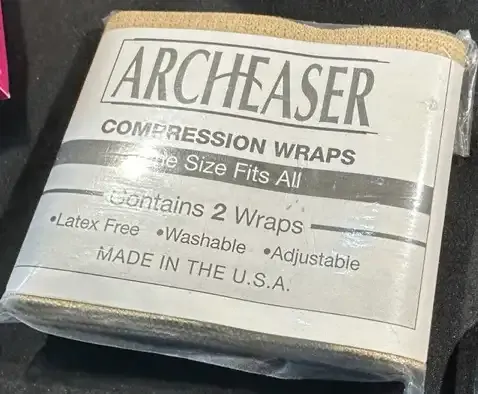 ARCHEASER
COMPRESSION WRAPS
Size Fits All
Contains 2 Wraps
•Latex Free •Washable •Adjustable
MADE IN THE U.S.A.